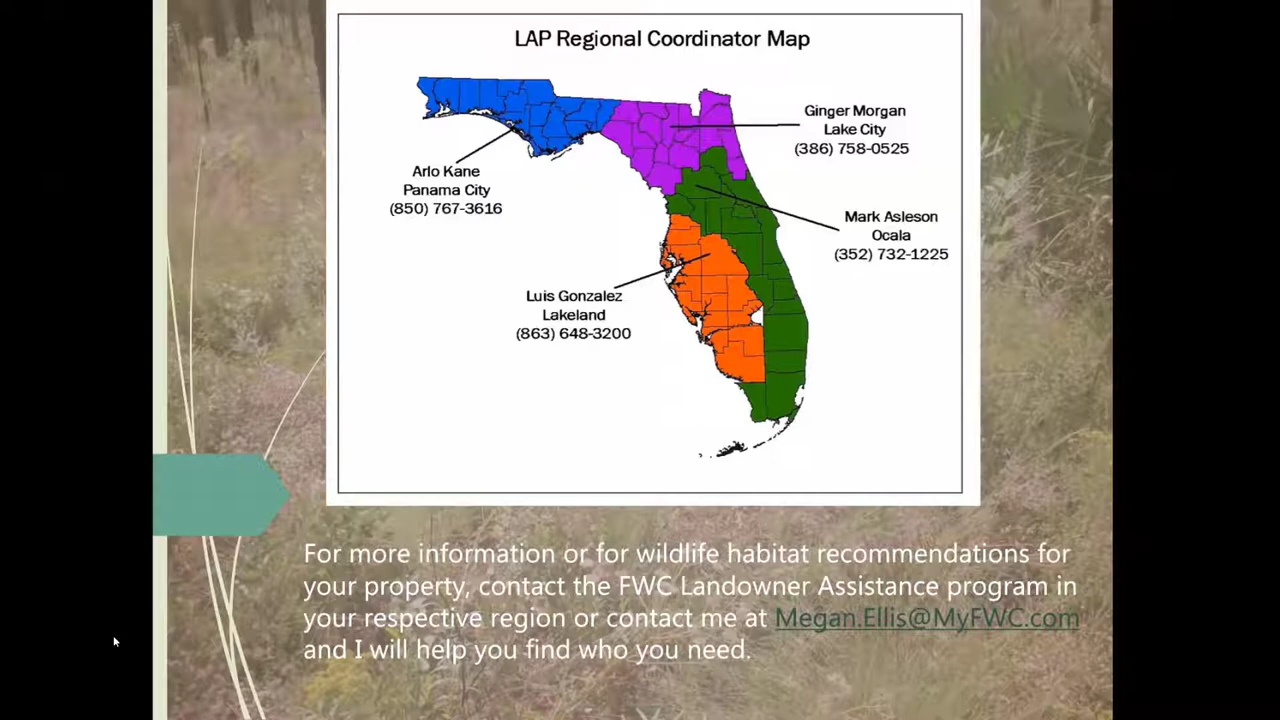 LAP Regional Coordinator Map
Ginger Morgan
Lake City
(386) 758-0525
Arlo Kane
Panama City
(850) 767-3616
Mark Asleson
Ocala
(352) 732-1225
Luis Gonzalez
Lakeland
(863) 648-3200
For more information or for wildlife habitat recommendations for
your property, contact the FWC Landowner Assistance program in
your respective region or contact me at Megan.Ellis@MyFWC.com
and I will help you find who you need.